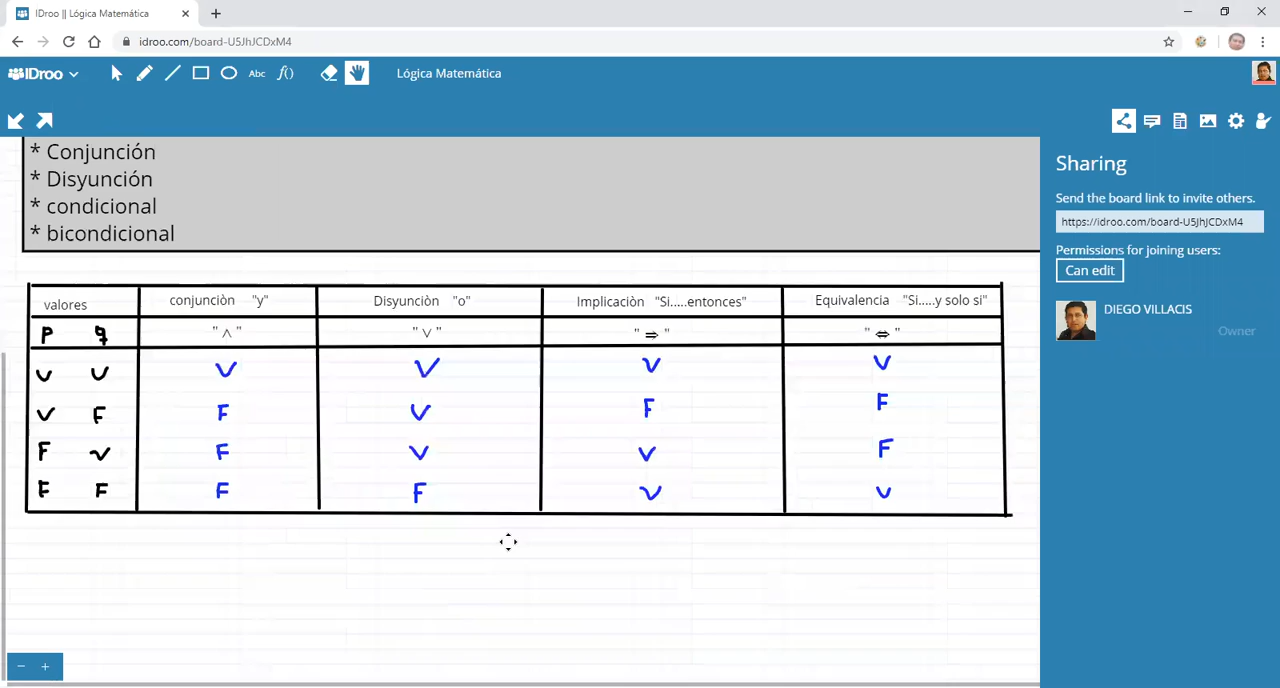 IDroo || Lógica Matemática
idroo.com/board-U5JhJCDxM4
IDroo
Abc
f()
Lógica Matemática
* Conjunción
* Disyunción
* condicional
* bicondicional
valores conjunciòn "y" Disyunciòn "o" Implicaciòn "Si.....entonces" Equivalencia "Si.....y solo si"
p q " ∧ " " ∨ " " ⇒ " " ⇔ "
V V V V V V
V F F V F F
F V F V V F
F F F F V V
Sharing
Send the board link to invite others.
https://idroo.com/board-U5JhJCDxM4
Permissions for joining users:
Can edit
DIEGO VILLACIS
Owner